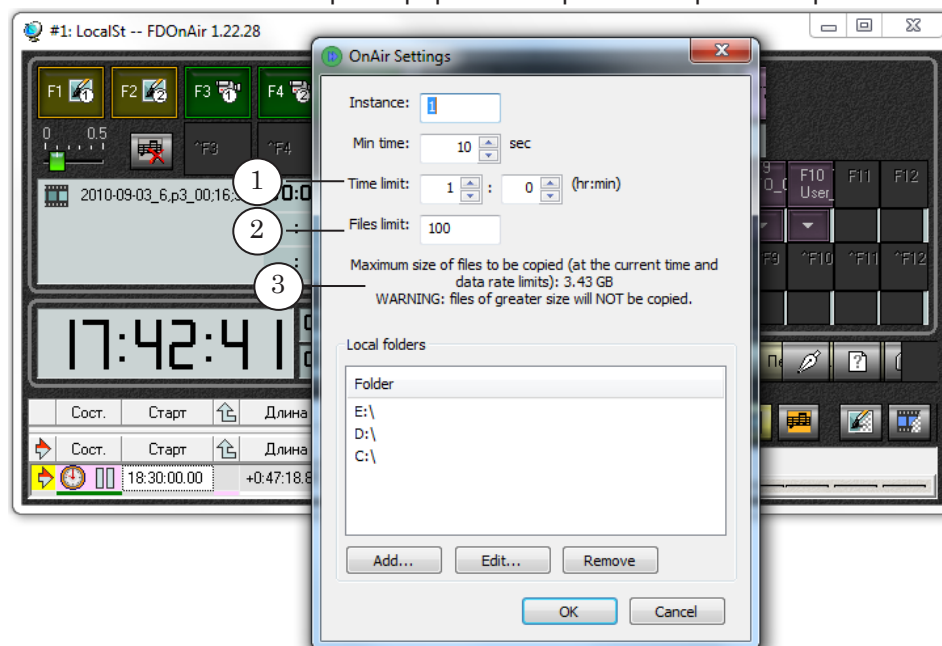 #1: LocalSt -- FDOnAir 1.22.28
OnAir Settings
F1
F2
F3
F4
0 0.5
^F3
^F4
2010-09-03_6,p3_00;16,
17:42:41
Сост. Старт Длина
Сост. Старт Длина
18:30:00.00 +0:47:18.8
Instance: 1
Min time: 10 sec
Time limit: 1 : 0 (hr:min)
Files limit: 100
Maximum size of files to be copied (at the current time and
data rate limits): 3.43 GB
WARNING: files of greater size will NOT be copied.
Local folders
Folder
E:\
D:\
C:\
Add... Edit... Remove
OK Cancel
1
2
3
F10 F11 F12
User_
^F10 ^F11 ^F12